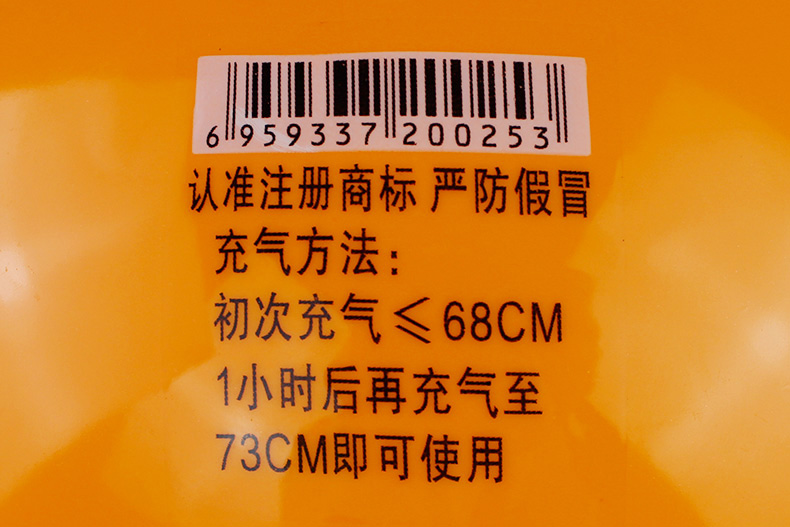 6 959337 200253
认准注册商标 严防假冒
充气方法：
初次充气≤68CM
1小时后再充气至
73CM即可使用